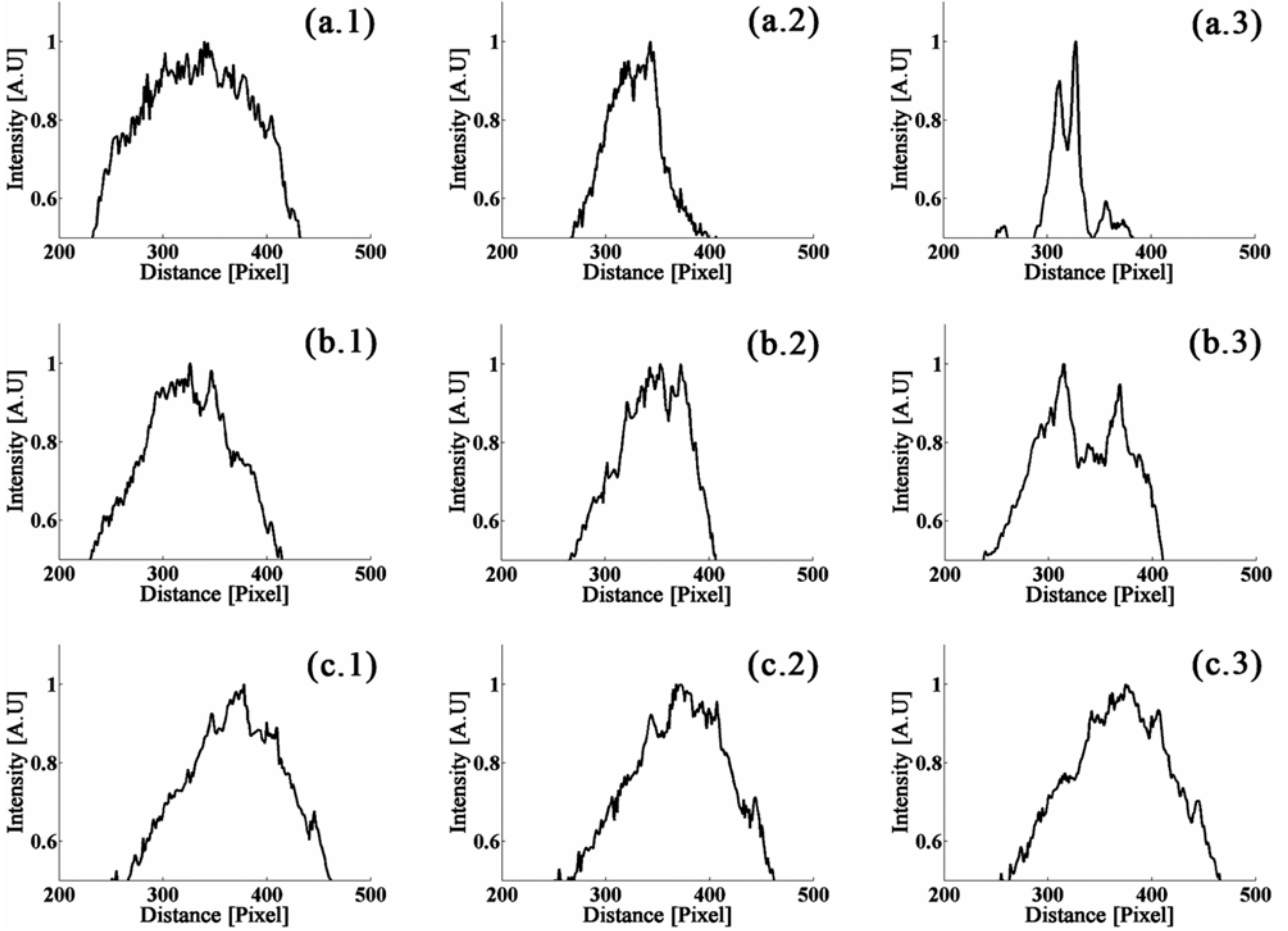 (a.1) (a.2) (a.3)
Intensity [A.U] Intensity [A.U] Intensity [A.U]
1 1 1
0.8 0.8 0.8
0.6 0.6 0.6
200 300 400 500 200 300 400 500 200 300 400 500
Distance [Pixel] Distance [Pixel] Distance [Pixel]
(b.1) (b.2) (b.3)
Intensity [A.U] Intensity [A.U] Intensity [A.U]
1 1 1
0.8 0.8 0.8
0.6 0.6 0.6
200 300 400 500 200 300 400 500 200 300 400 500
Distance [Pixel] Distance [Pixel] Distance [Pixel]
(c.1) (c.2) (c.3)
Intensity [A.U] Intensity [A.U] Intensity [A.U]
1 1 1
0.8 0.8 0.8
0.6 0.6 0.6
200 300 400 500 200 300 400 500 200 300 400 500
Distance [Pixel] Distance [Pixel] Distance [Pixel]